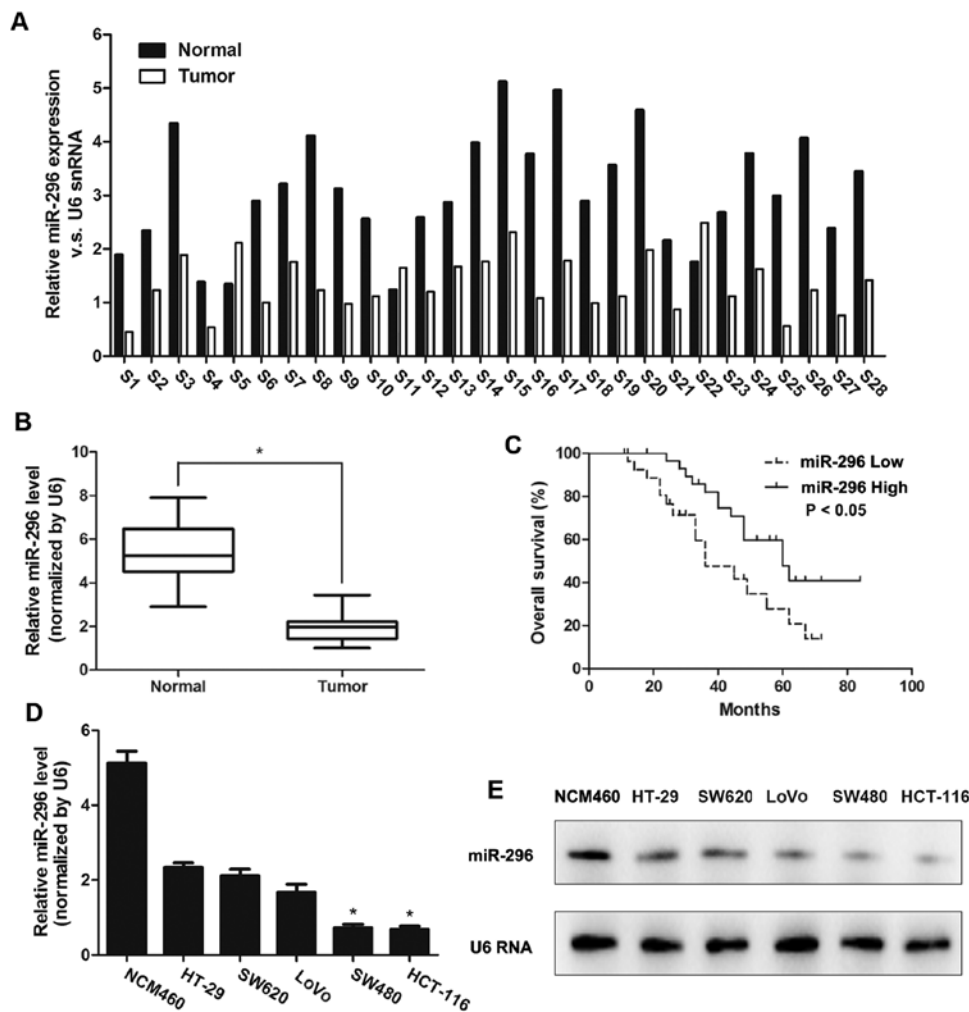 A
Normal
Tumor
Relative miR-296 expression
v.s. U6 snRNA
6
5
4
3
2
1
0
S1 S2 S3 S4 S5 S6 S7 S8 S9 S10 S11 S12 S13 S14 S15 S16 S17 S18 S19 S20 S21 S22 S23 S24 S25 S26 S27 S28
B
Relative miR-296 level
(normalized by U6)
10
8
6
4
2
0
*
Normal Tumor
C
Overall survival (%)
100
80
60
40
20
0
miR-296 Low
miR-296 High
P < 0.05
0 20 40 60 80 100
Months
D
Relative miR-296 level
(normalized by U6)
6
4
2
0
* *
NCM460 HT-29 SW620 LoVo SW480 HCT-116
E
NCM460 HT-29 SW620 LoVo SW480 HCT-116
miR-296
U6 RNA